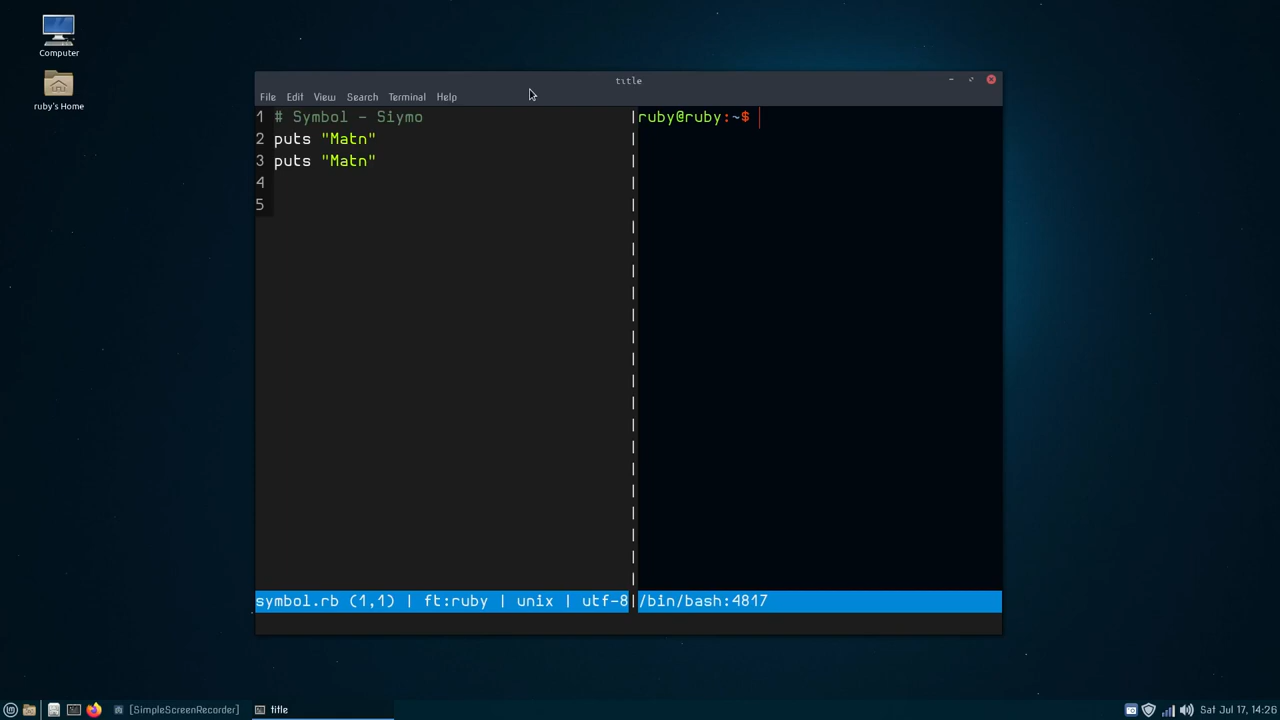 Computer
ruby's Home
title
File Edit View Search Terminal Help
1 # Symbol - Siymo
2 puts "Matn"
3 puts "Matn"
4
5
ruby@ruby:~$
symbol.rb (1,1) | ft:ruby | unix | utf-8
/bin/bash:4817
[SimpleScreenRecorder]
title
Sat Jul 17, 14:26